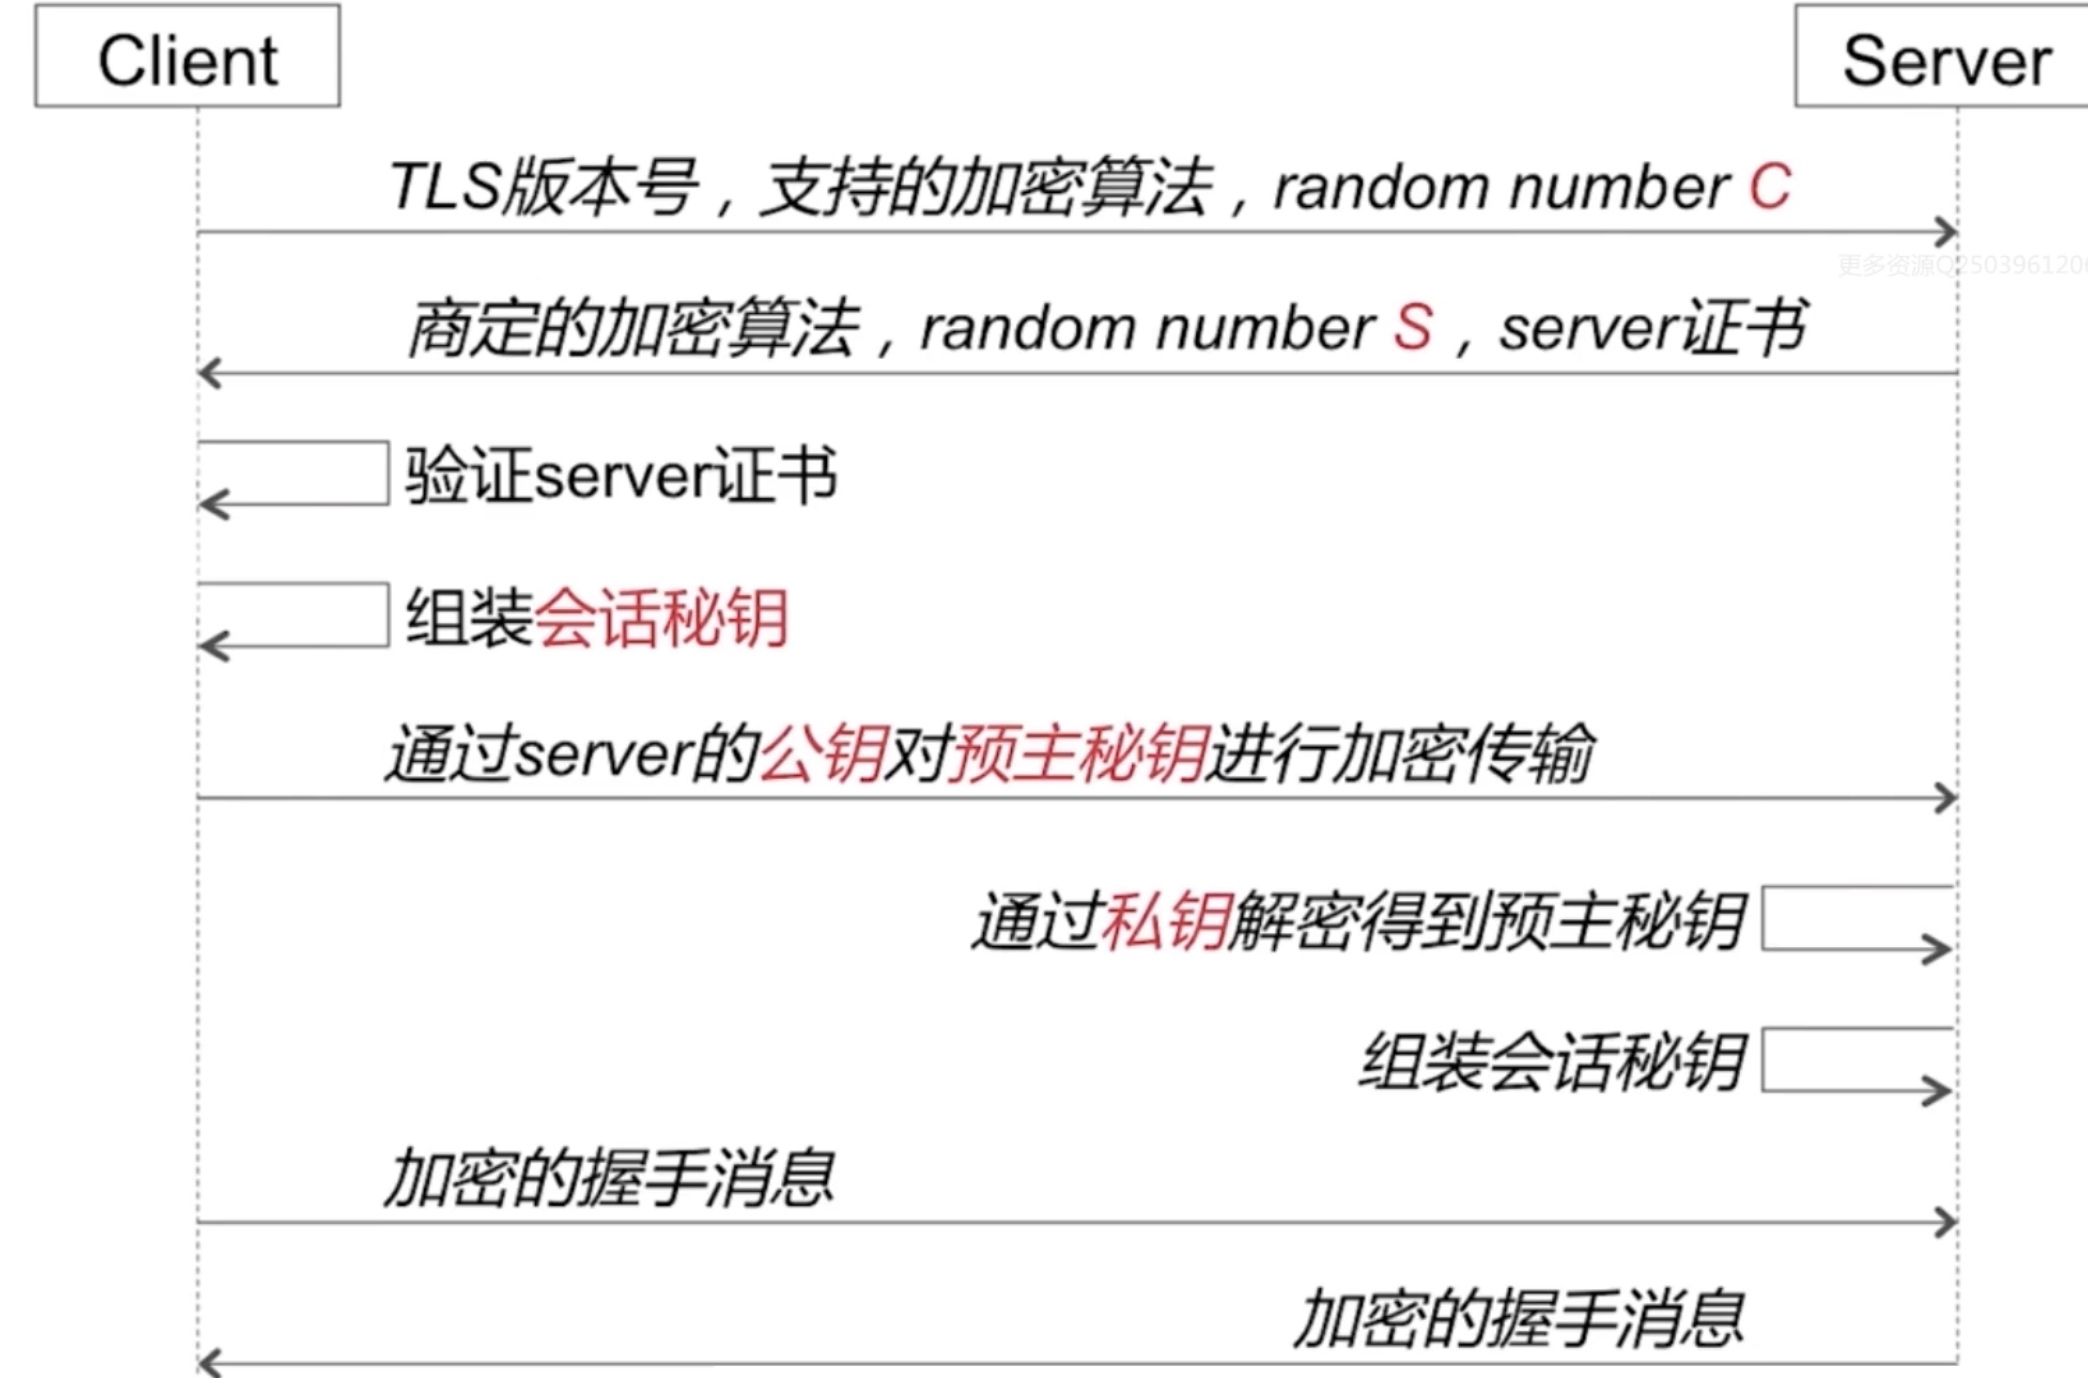 Client
Server
TLS版本号，支持的加密算法，random number C
更多资源Q250396120
商定的加密算法，random number S，server证书
验证server证书
组装会话秘钥
通过server的公钥对预主秘钥进行加密传输
通过私钥解密得到预主秘钥
组装会话秘钥
加密的握手消息
加密的握手消息